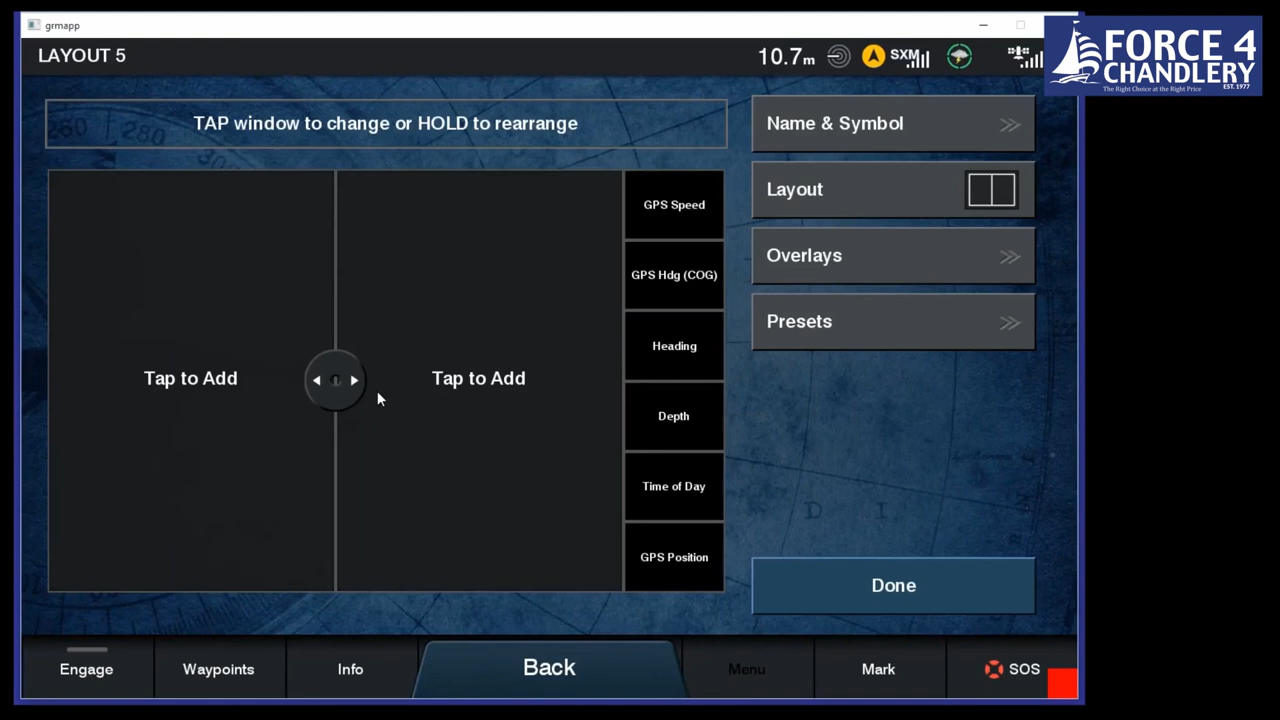 grmapp
LAYOUT 5
10.7m
SXM
FORCE 4
CHANDLERY
The Right Choice at the Right Price
EST. 1977
TAP window to change or HOLD to rearrange
260
280
Name & Symbol
Layout
Overlays
Presets
Tap to Add
Tap to Add
GPS Speed
GPS Hdg (COG)
Heading
Depth
Time of Day
GPS Position
D I
Done
Engage
Waypoints
Info
Back
Menu
Mark
SOS